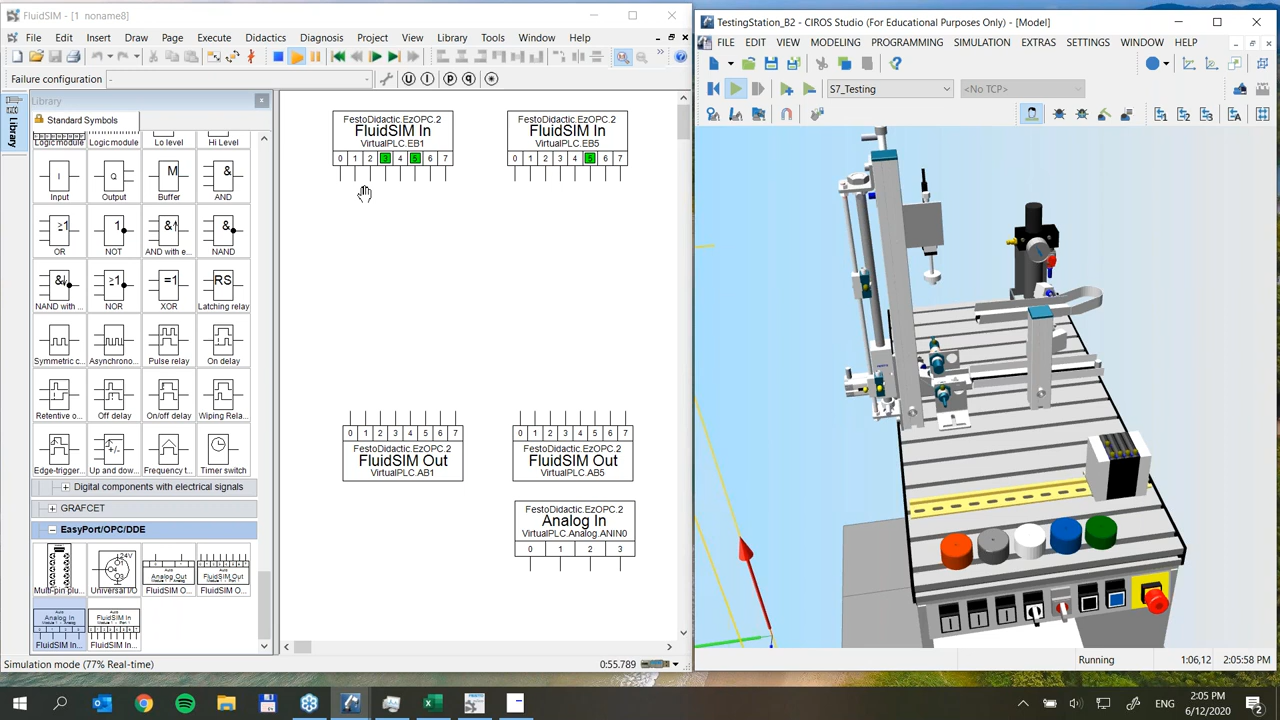 FluidSIM - [1 noname8]
File Edit Insert Draw Page Execute Didactics Diagnosis Project View Library Tools Window Help
Failure configuration -
Library
Library
Standard Symbols
Logic module Logic module Lo level Hi Level
I Q M &
Input Output Buffer AND
≥1 1 &↑ &
OR NOT AND with e... NAND
&↓ ≥1 =1 RS
NAND with ... NOR XOR Latching relay
Symmetric c... Asynchrono... Pulse relay On delay
Retentive o... Off delay On/off delay Wiping Rela...
+/-
Edge-trigger... Up and dow... Frequency t... Timer switch
Digital components with electrical signals
GRAFCET
EasyPort/OPC/DDE
Multi-pin plu... Universal I/O FluidSIM O... FluidSIM O...
FluidSIM In... FluidSIM In...
FestoDidactic.EzOPC.2
FluidSIM In
VirtualPLC.EB1
0 1 2 3 4 5 6 7
FestoDidactic.EzOPC.2
FluidSIM In
VirtualPLC.EB5
0 1 2 3 4 5 6 7
0 1 2 3 4 5 6 7
FestoDidactic.EzOPC.2
FluidSIM Out
VirtualPLC.AB1
0 1 2 3 4 5 6 7
FestoDidactic.EzOPC.2
FluidSIM Out
VirtualPLC.AB5
FestoDidactic.EzOPC.2
Analog In
VirtualPLC.Analog.ANIN0
0 1 2 3
Simulation mode (77% Real-time)
0:55.789
TestingStation_B2 - CIROS Studio (For Educational Purposes Only) - [Model]
FILE EDIT VIEW MODELING PROGRAMMING SIMULATION EXTRAS SETTINGS WINDOW HELP
S7_Testing
<No TCP>
Running
1:06,12
2:05:58 PM
ENG
2:05 PM
6/12/2020
2